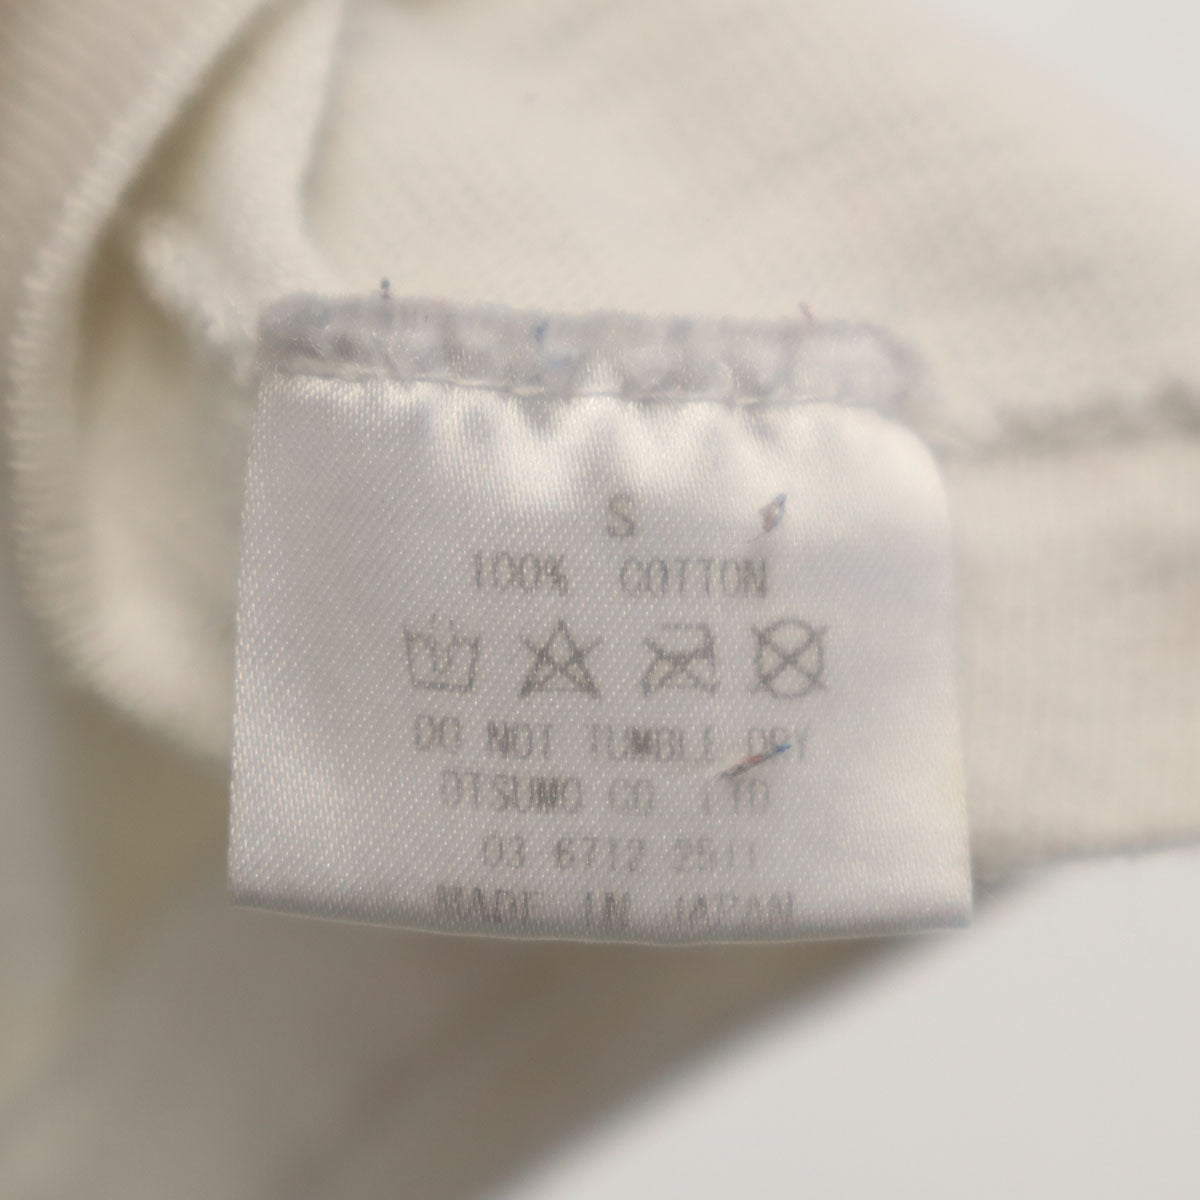 S
100% COTTON
DO NOT TUMBLE DRY
OTSUMO CO LTD
03 6712 2511
MADE IN JAPAN